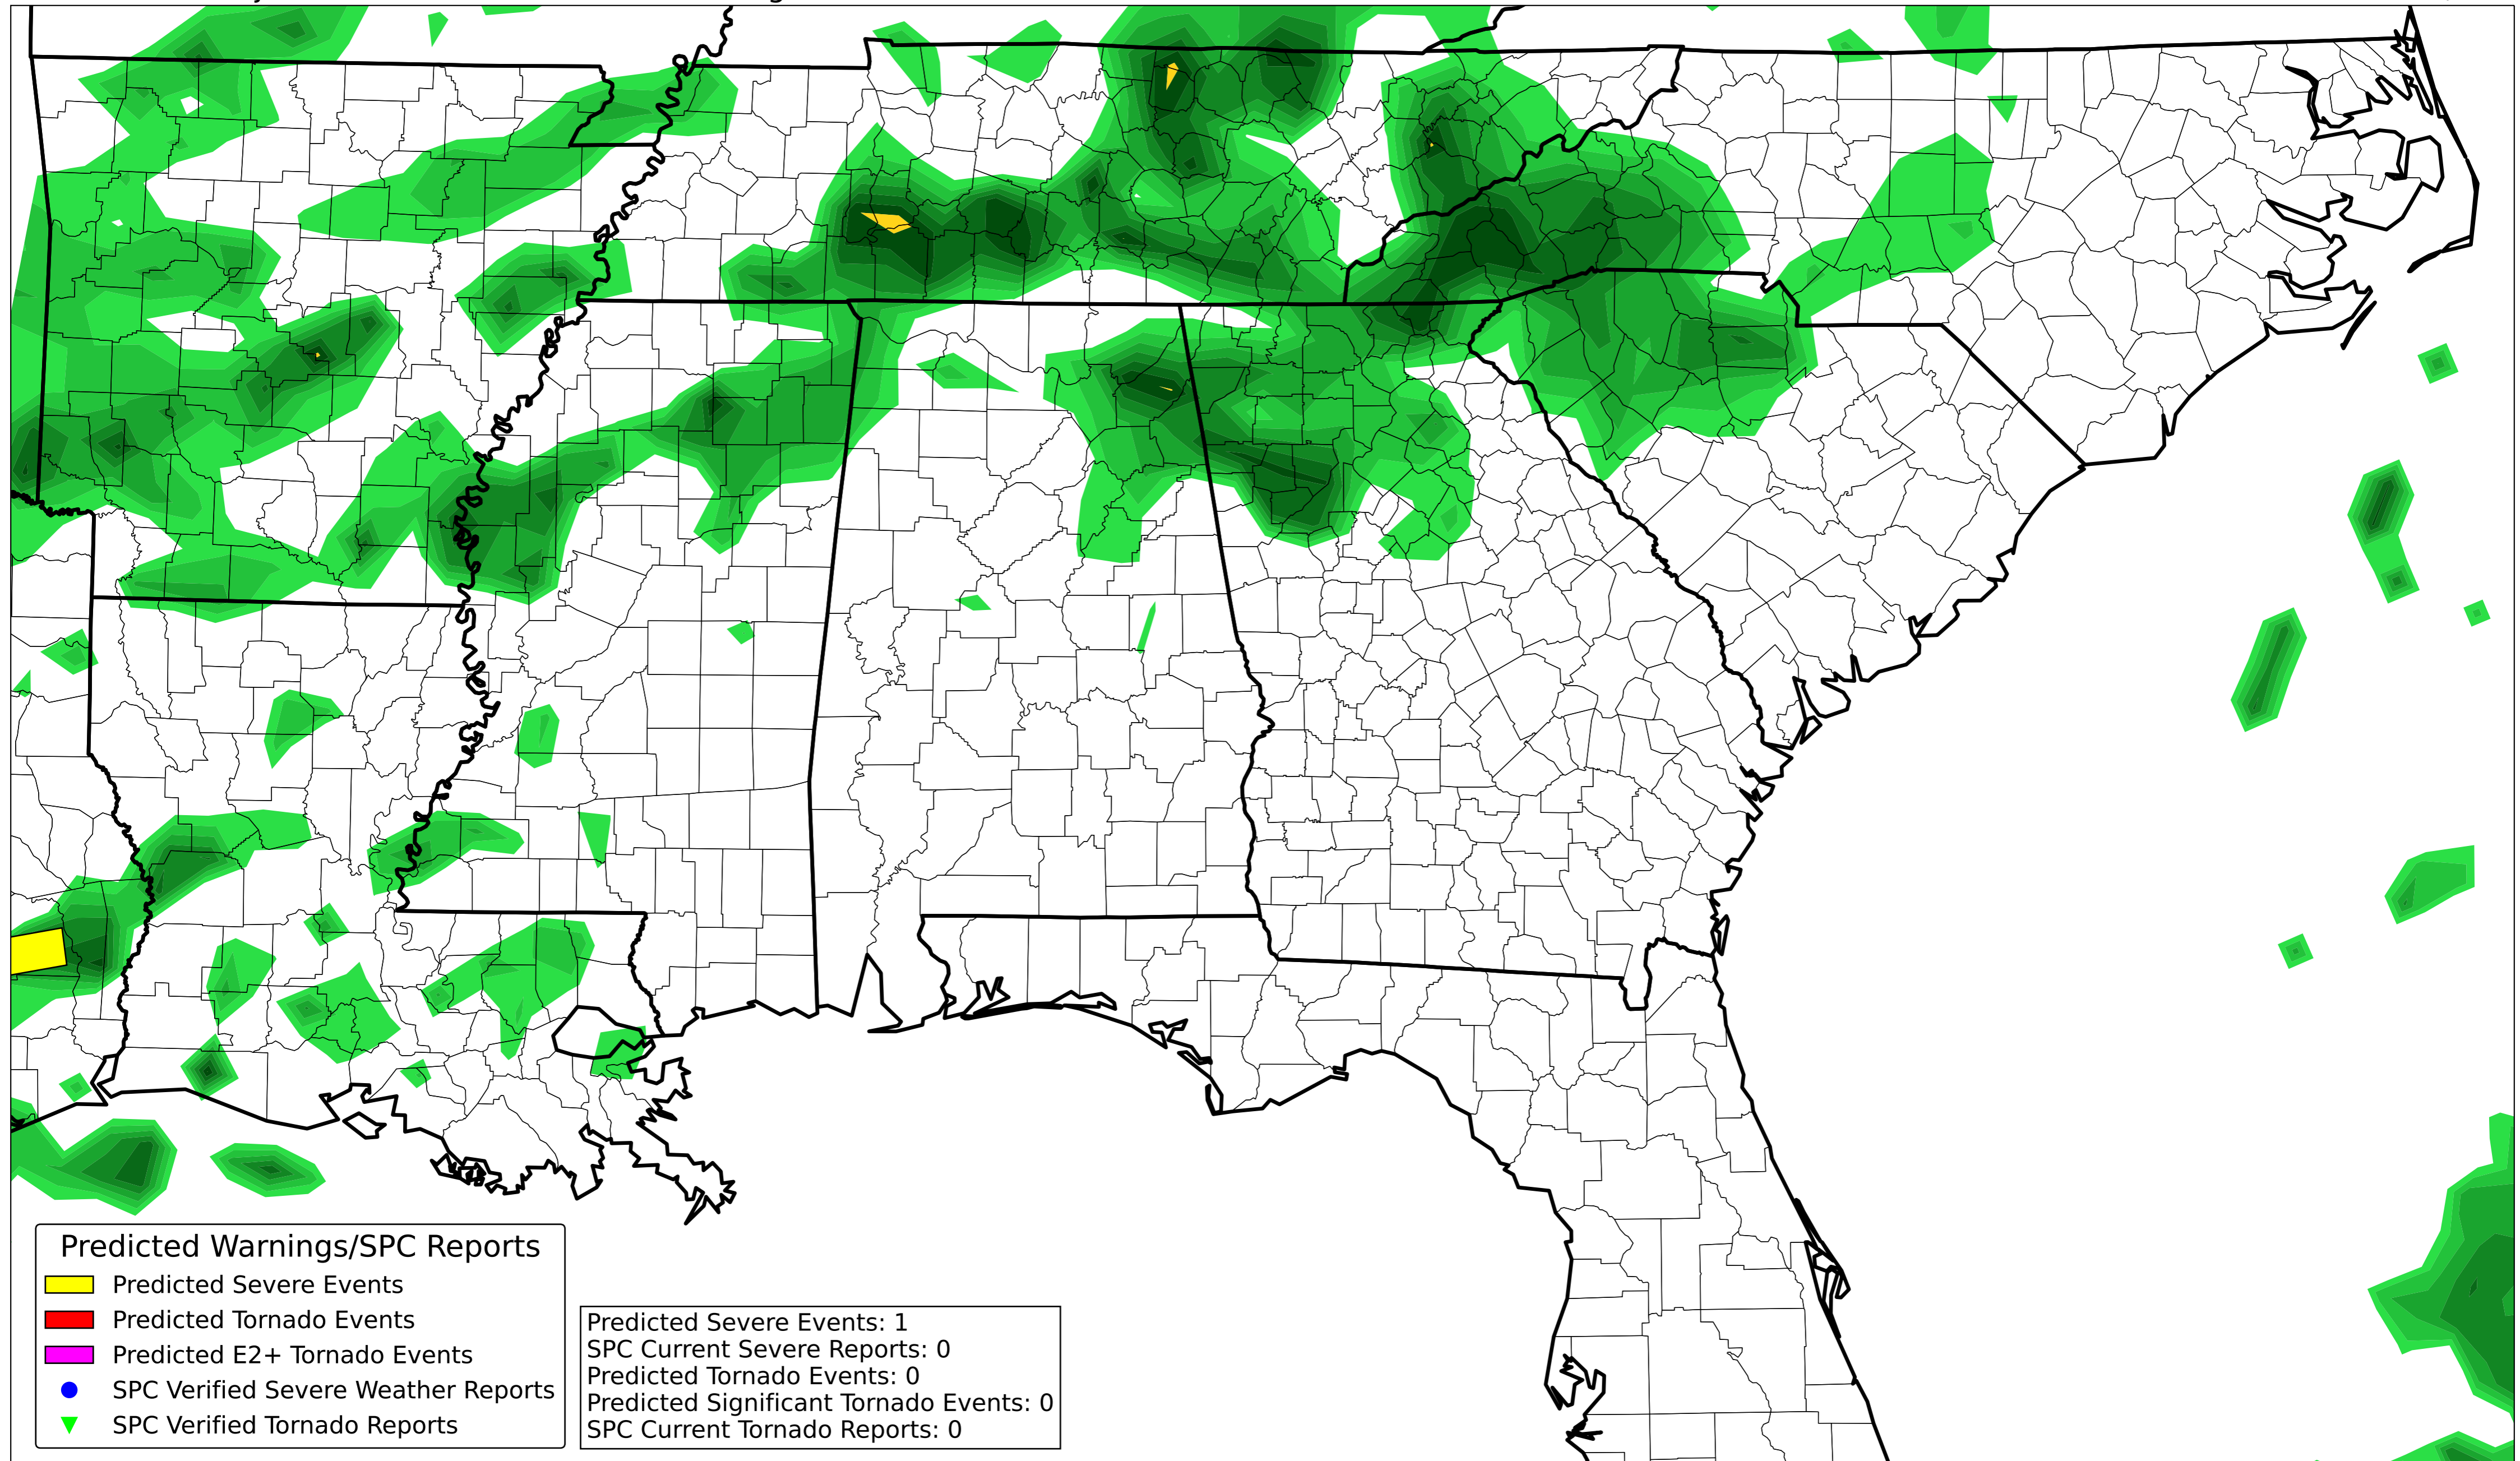 Predicted Warnings/SPC Reports
Predicted Severe Events
Predicted Tornado Events
Predicted E2+ Tornado Events
SPC Verified Severe Weather Reports
SPC Verified Tornado Reports
Predicted Severe Events: 1
SPC Current Severe Reports: 0
Predicted Tornado Events: 0
Predicted Significant Tornado Events: 0
SPC Current Tornado Reports: 0